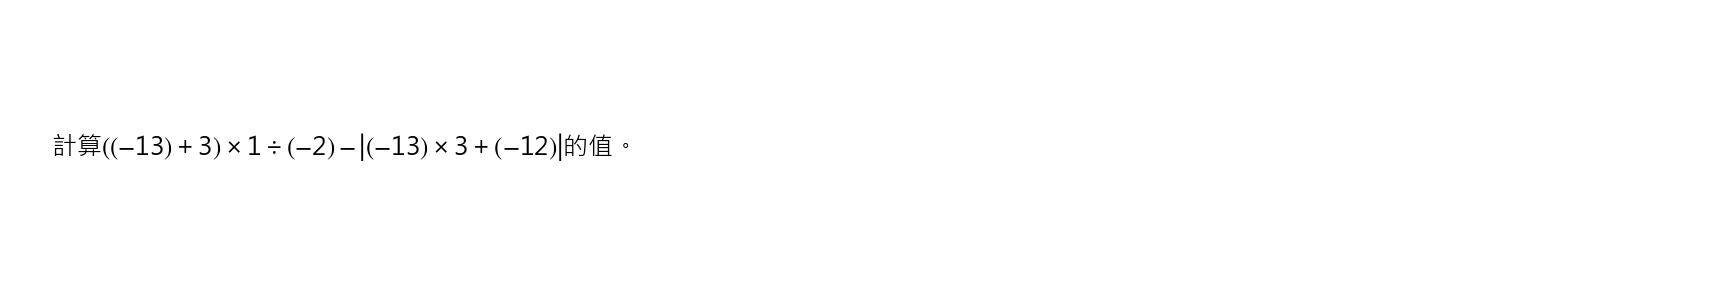 計算((−13) + 3) × 1 ÷ (−2) − |(−13) × 3 + (−12)|的值。